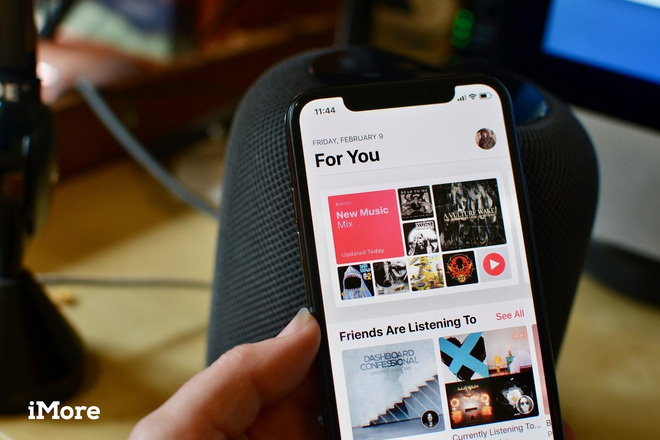 11:44
FRIDAY, FEBRUARY 9
For You
New Music
Mix
A VULTURE WAKE
Updated Today
Friends Are Listening To
See All
DASHBOARD
CONFESSIONAL
Currently Listening To...
iMore